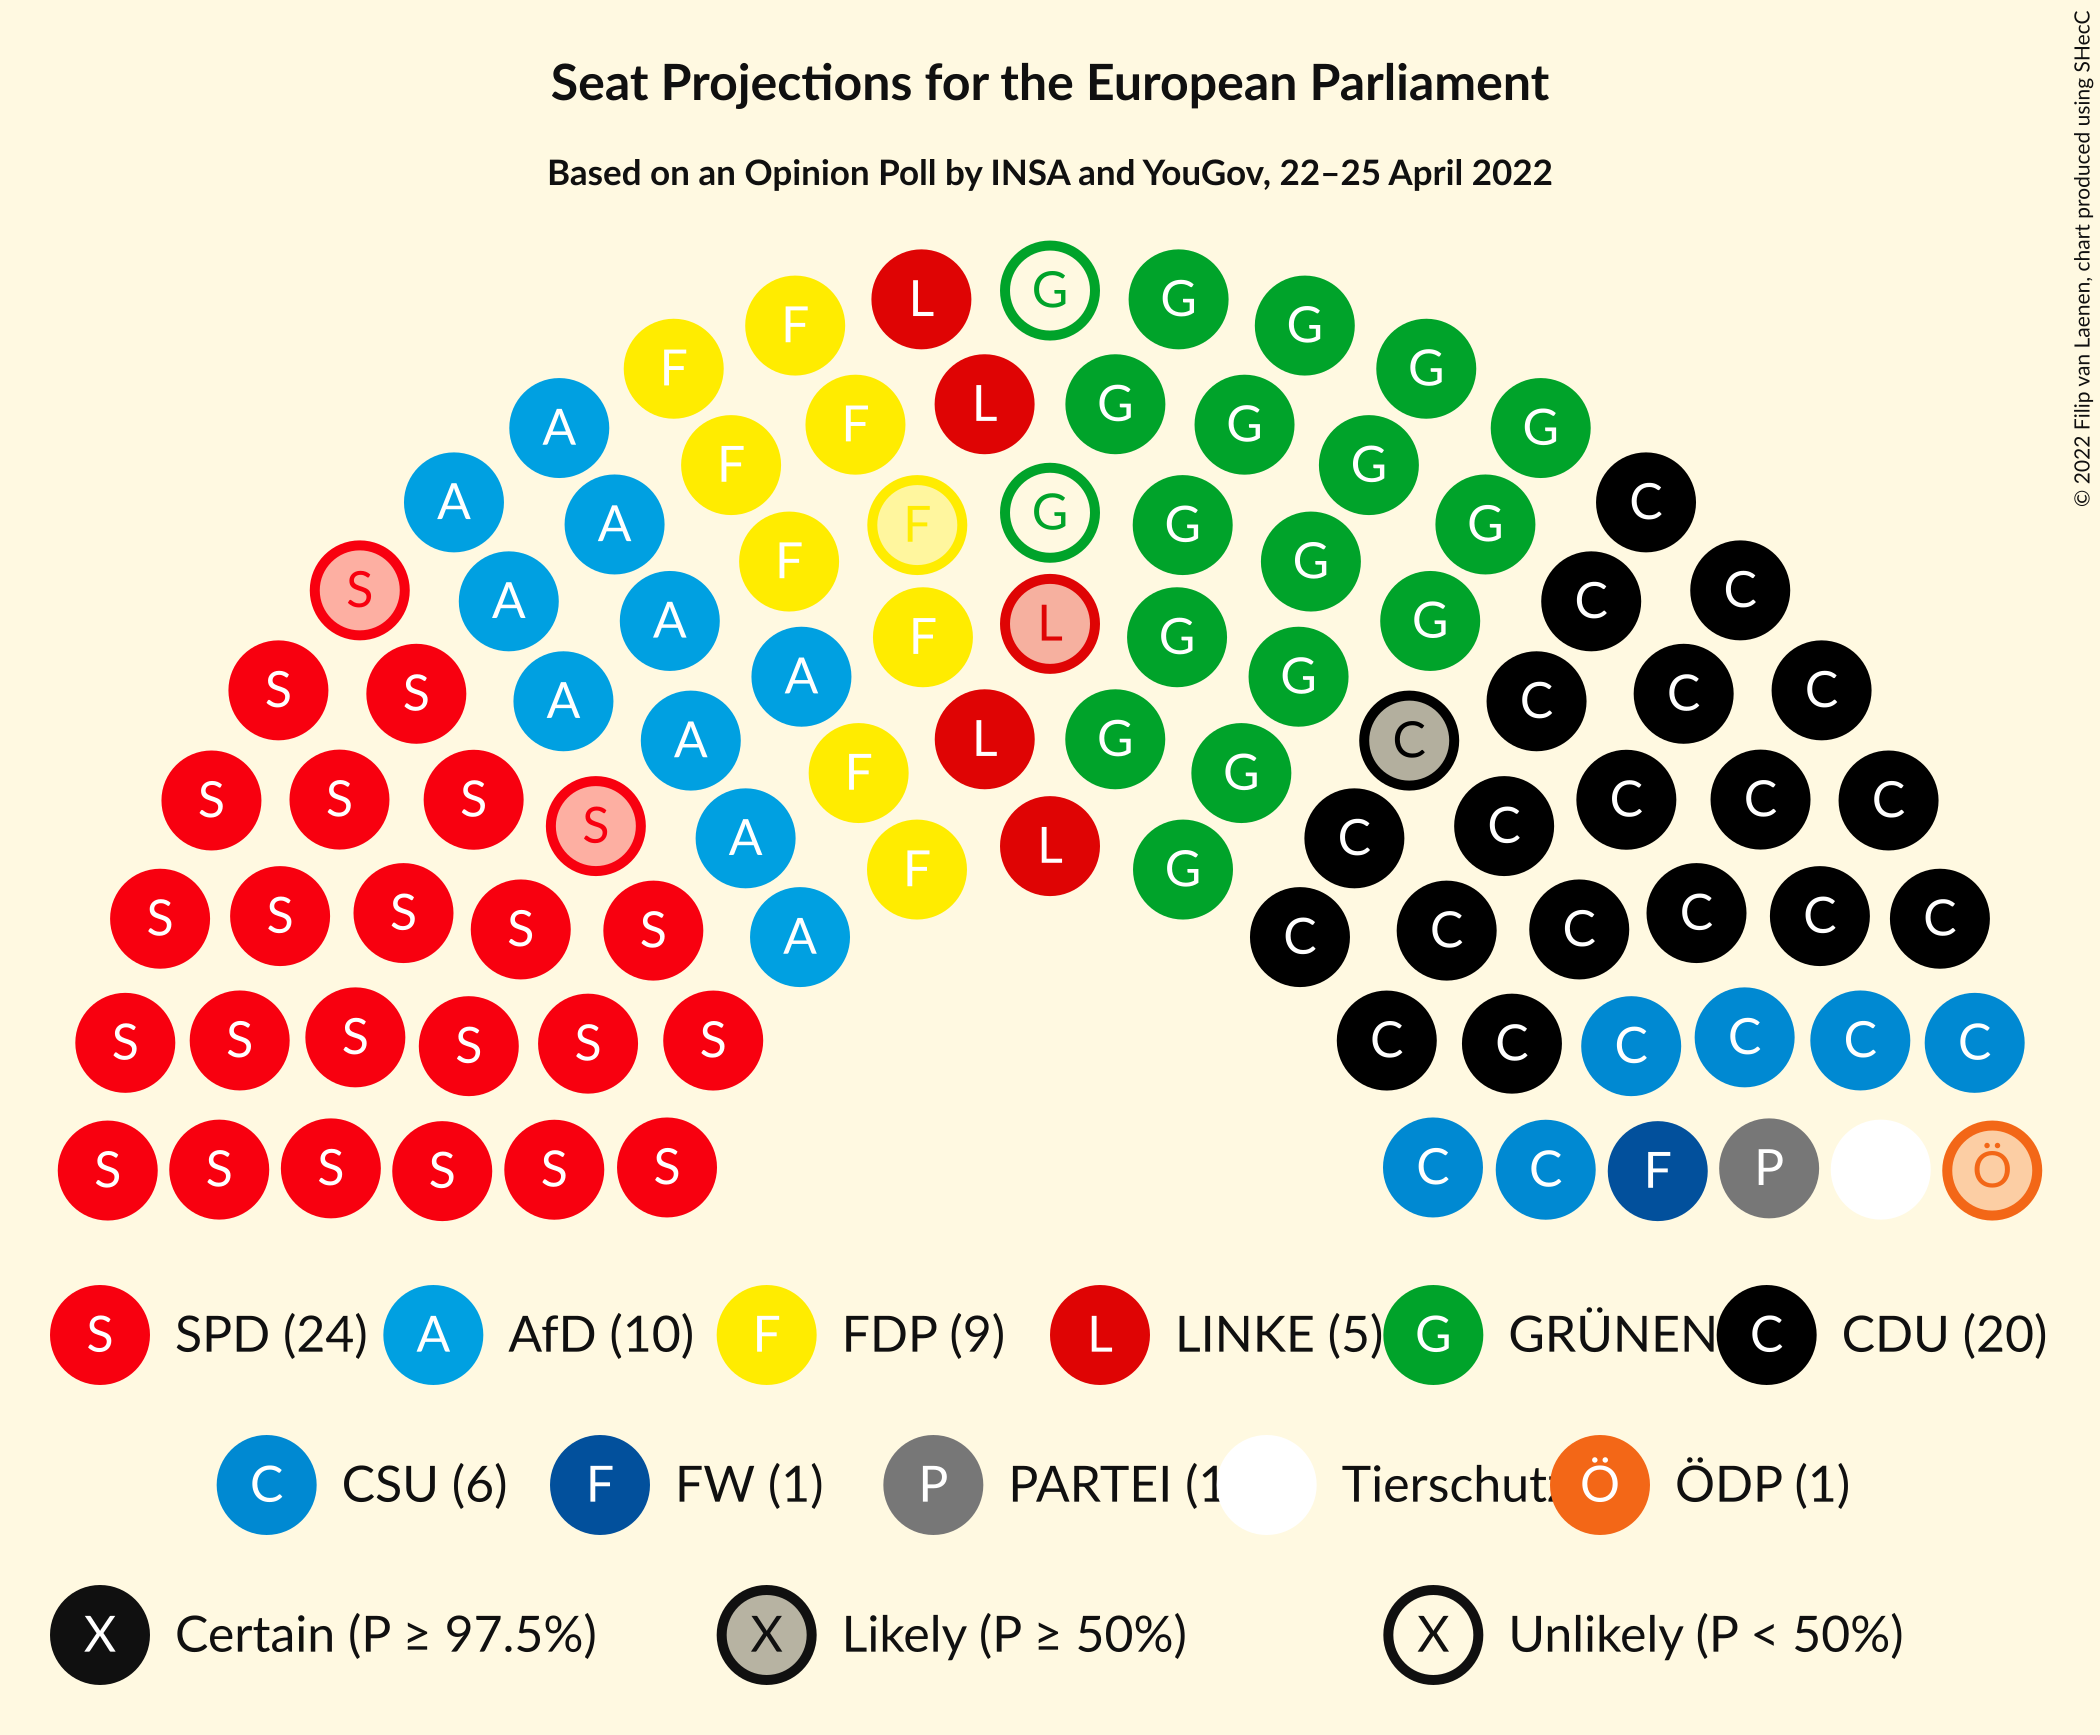 Seat Projections for the European Parliament
Based on an Opinion Poll by INSA and YouGov, 22–25 April 2022
© 2022 Filip van Laenen, chart produced using SHecC
L G G
F G
F G
L G
A F G G
F G
A G C
A F G G
F G
S A C C
A L G
F G
A G
S S A C C C
A L G C
F G
S S S C C C
S A C C
F L G
S S S S S A C C C C C C
S S S S S S C C C C C C
S S S S S S C C F P Ö
S SPD (24) A AfD (10) F FDP (9) L LINKE (5) G GRÜNEN C CDU (20)
C CSU (6) F FW (1) P PARTEI (1 Tierschutz Ö ÖDP (1)
X Certain (P ≥ 97.5%) X Likely (P ≥ 50%) X Unlikely (P < 50%)